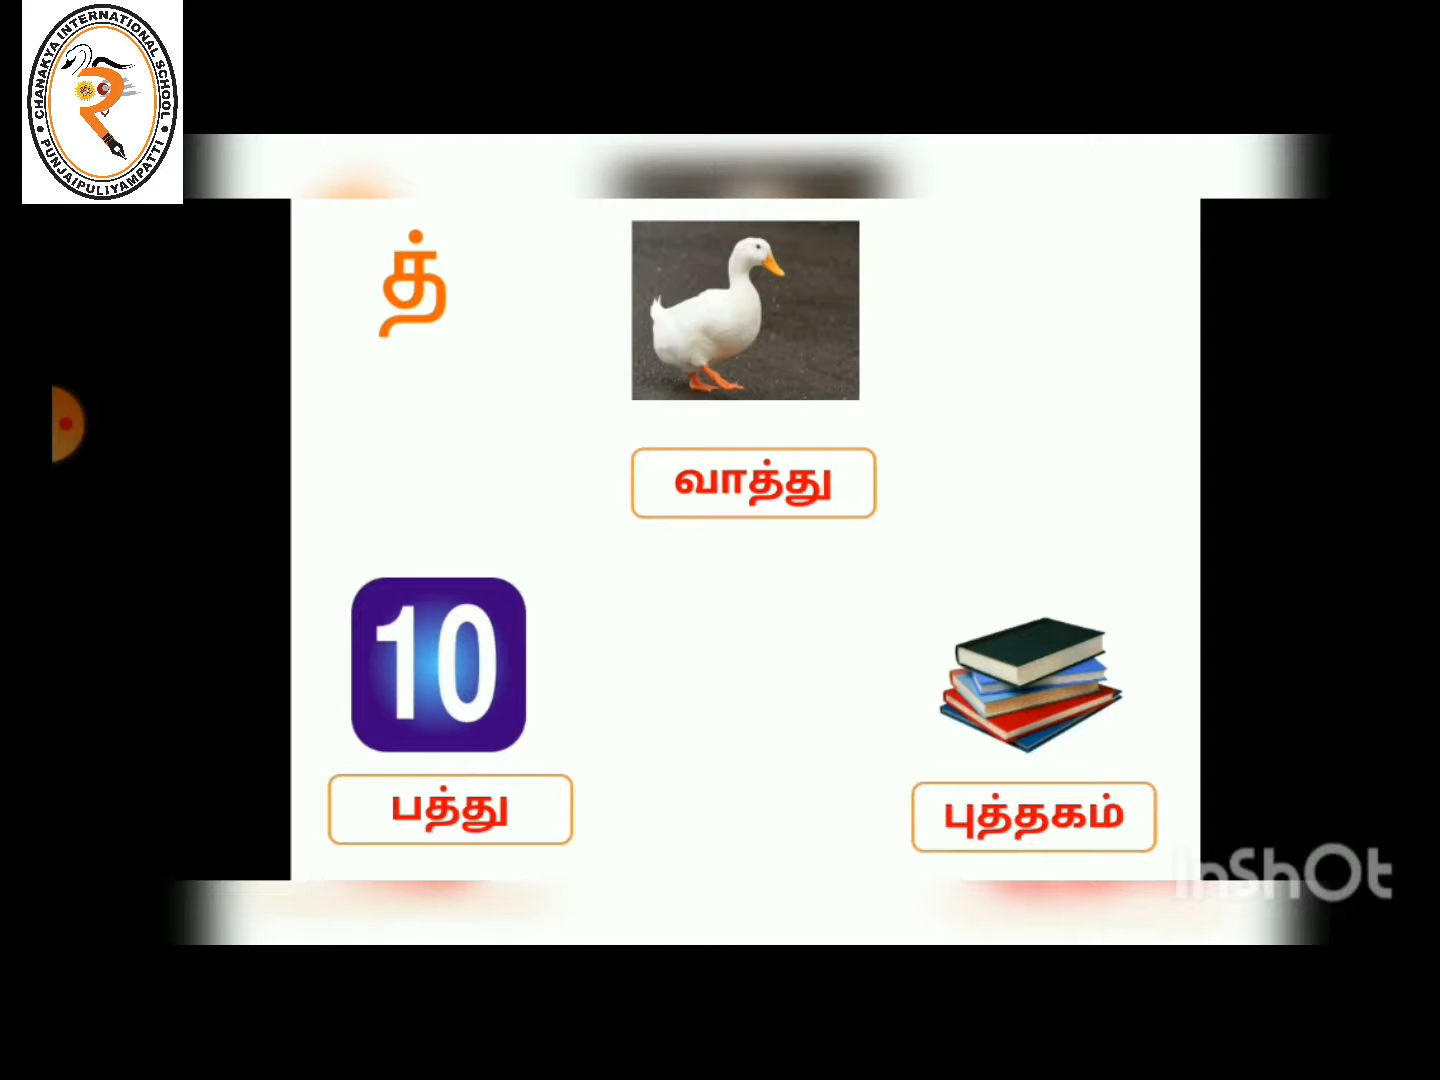 CHANAKYA INTERNATIONAL SCHOOL
• PUNJAIPULIYAMPATTI •
த்
வாத்து
10
பத்து
புத்தகம்
InShOt